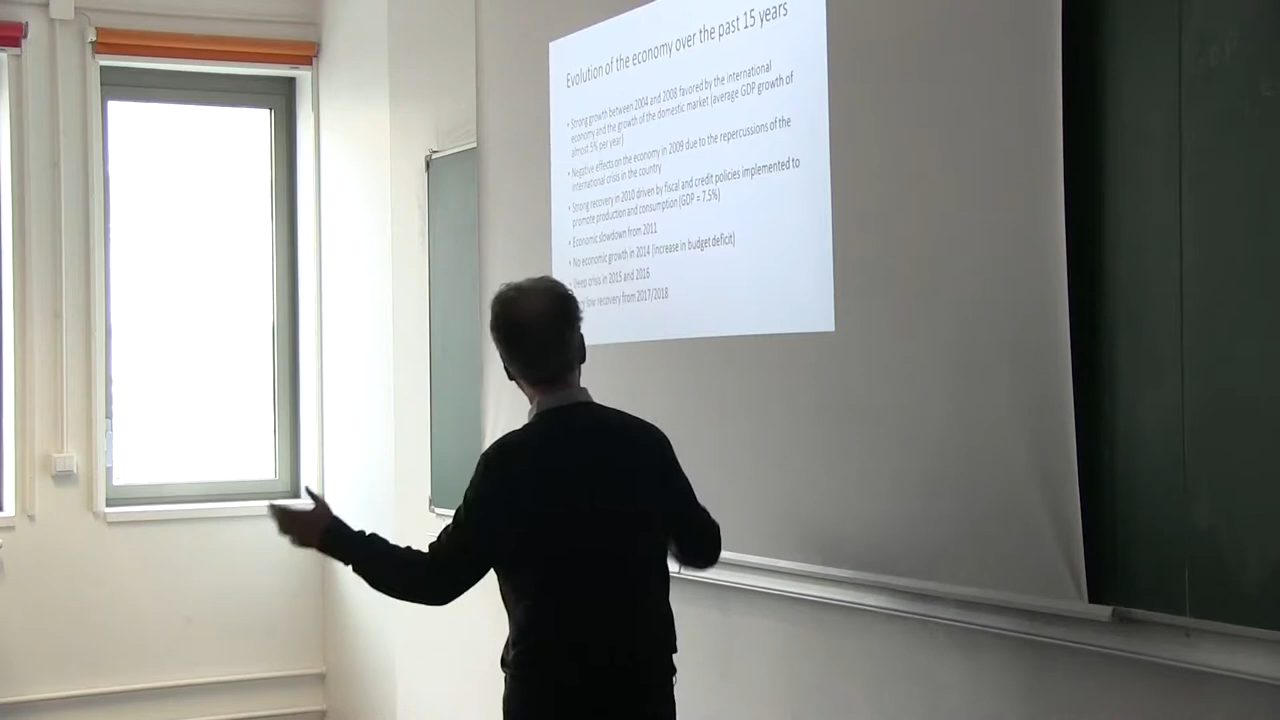 Evolution of the economy over the past 15 years
• Strong growth between 2004 and 2008 favored by the international
economy and the growth of the domestic market (average GDP growth of
almost 5% per year)
• Negative effects on the economy in 2009 due to the repercussions of the
international crisis in the country
• Strong recovery in 2010 driven by fiscal and credit policies implemented to
promote production and consumption (GDP = 7.5%)
• Economic slowdown from 2011
• No economic growth in 2014 (increase in budget deficit)
• Deep crisis in 2015 and 2016
low recovery from 2017/2018